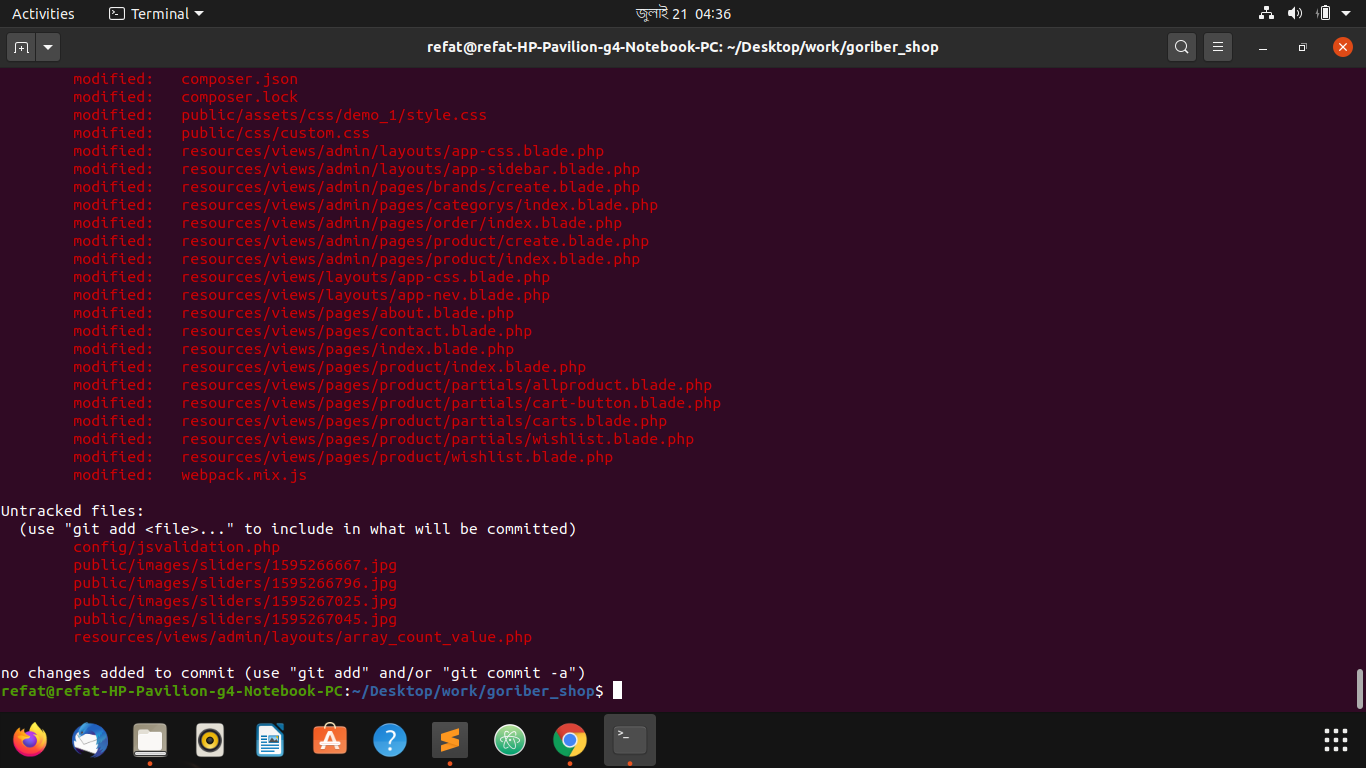 Activities
Terminal
জুলাই 21 04:36
refat@refat-HP-Pavilion-g4-Notebook-PC: ~/Desktop/work/goriber_shop
modified: composer.json
modified: composer.lock
modified: public/assets/css/demo_1/style.css
modified: public/css/custom.css
modified: resources/views/admin/layouts/app-css.blade.php
modified: resources/views/admin/layouts/app-sidebar.blade.php
modified: resources/views/admin/pages/brands/create.blade.php
modified: resources/views/admin/pages/categorys/index.blade.php
modified: resources/views/admin/pages/order/index.blade.php
modified: resources/views/admin/pages/product/create.blade.php
modified: resources/views/admin/pages/product/index.blade.php
modified: resources/views/layouts/app-css.blade.php
modified: resources/views/layouts/app-nev.blade.php
modified: resources/views/pages/about.blade.php
modified: resources/views/pages/contact.blade.php
modified: resources/views/pages/index.blade.php
modified: resources/views/pages/product/index.blade.php
modified: resources/views/pages/product/partials/allproduct.blade.php
modified: resources/views/pages/product/partials/cart-button.blade.php
modified: resources/views/pages/product/partials/carts.blade.php
modified: resources/views/pages/product/partials/wishlist.blade.php
modified: resources/views/pages/product/wishlist.blade.php
modified: webpack.mix.js
Untracked files:
(use "git add <file>..." to include in what will be committed)
config/jsvalidation.php
public/images/sliders/1595266667.jpg
public/images/sliders/1595266796.jpg
public/images/sliders/1595267025.jpg
public/images/sliders/1595267045.jpg
resources/views/admin/layouts/array_count_value.php
no changes added to commit (use "git add" and/or "git commit -a")
refat@refat-HP-Pavilion-g4-Notebook-PC:~/Desktop/work/goriber_shop$